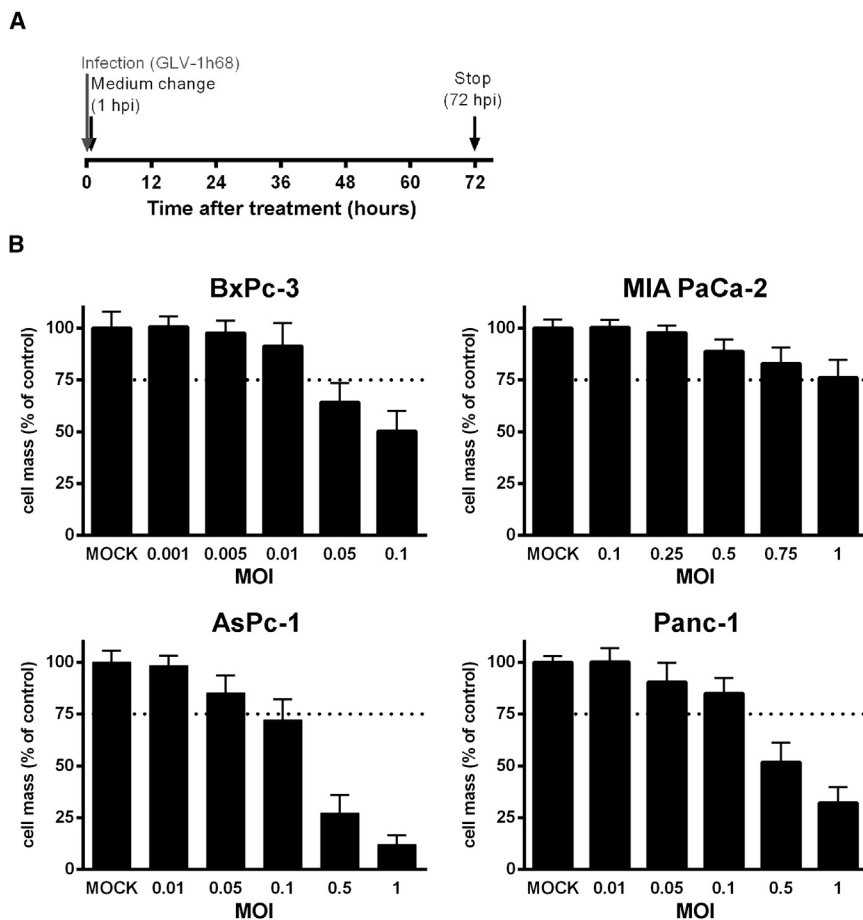 A
Infection (GLV-1h68)
Medium change
(1 hpi)
Stop
(72 hpi)
0 12 24 36 48 60 72
Time after treatment (hours)
B
BxPc-3
cell mass (% of control)
100
75
50
25
0
MOCK 0.001 0.005 0.01 0.05 0.1
MOI
MIA PaCa-2
cell mass (% of control)
100
75
50
25
0
MOCK 0.1 0.25 0.5 0.75 1
MOI
AsPc-1
cell mass (% of control)
100
75
50
25
0
MOCK 0.01 0.05 0.1 0.5 1
MOI
Panc-1
cell mass (% of control)
100
75
50
25
0
MOCK 0.01 0.05 0.1 0.5 1
MOI